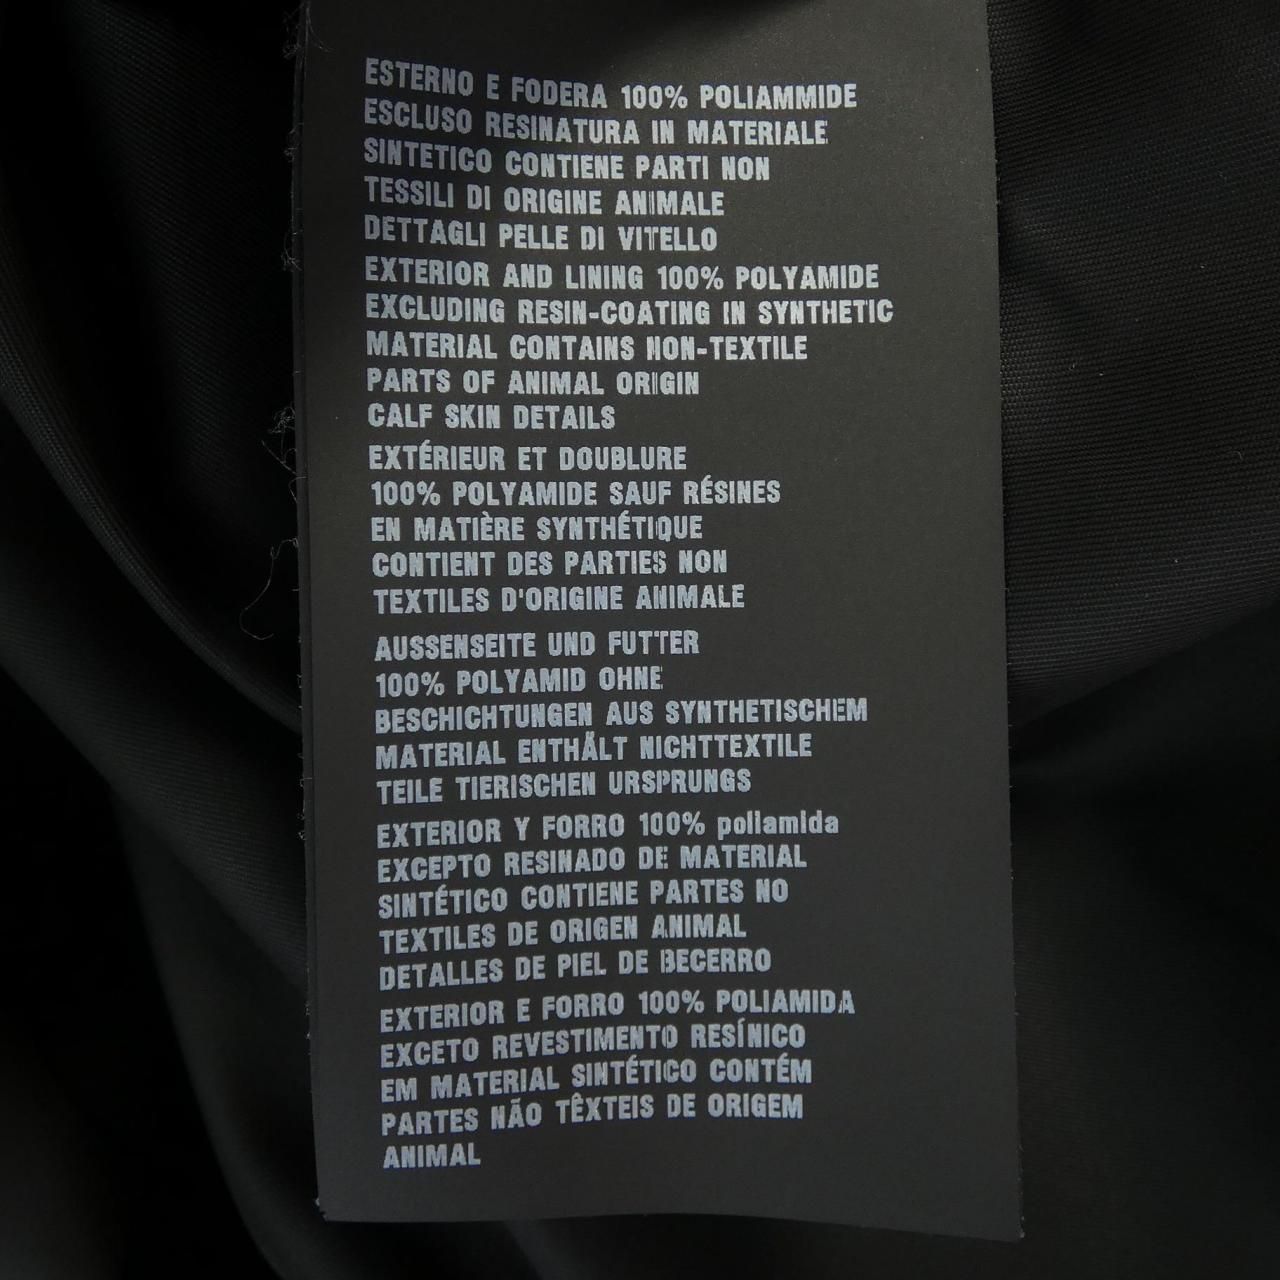 ESTERNO E FODERA 100% POLIAMMIDE
ESCLUSO RESINATURA IN MATERIALE
SINTETICO CONTIENE PARTI NON
TESSILI DI ORIGINE ANIMALE
DETTAGLI PELLE DI VITELLO
EXTERIOR AND LINING 100% POLYAMIDE
EXCLUDING RESIN-COATING IN SYNTHETIC
MATERIAL CONTAINS NON-TEXTILE
PARTS OF ANIMAL ORIGIN
CALF SKIN DETAILS
EXTÉRIEUR ET DOUBLURE
100% POLYAMIDE SAUF RÉSINES
EN MATIÈRE SYNTHÉTIQUE
CONTIENT DES PARTIES NON
TEXTILES D'ORIGINE ANIMALE
AUSSENSEITE UND FUTTER
100% POLYAMID OHNE
BESCHICHTUNGEN AUS SYNTHETISCHEM
MATERIAL ENTHÄLT NICHTTEXTILE
TEILE TIERISCHEN URSPRUNGS
EXTERIOR Y FORRO 100% poliamida
EXCEPTO RESINADO DE MATERIAL
SINTÉTICO CONTIENE PARTES NO
TEXTILES DE ORIGEN ANIMAL
DETALLES DE PIEL DE BECERRO
EXTERIOR E FORRO 100% POLIAMIDA
EXCETO REVESTIMENTO RESÍNICO
EM MATERIAL SINTÉTICO CONTÉM
PARTES NÃO TÊXTEIS DE ORIGEM
ANIMAL